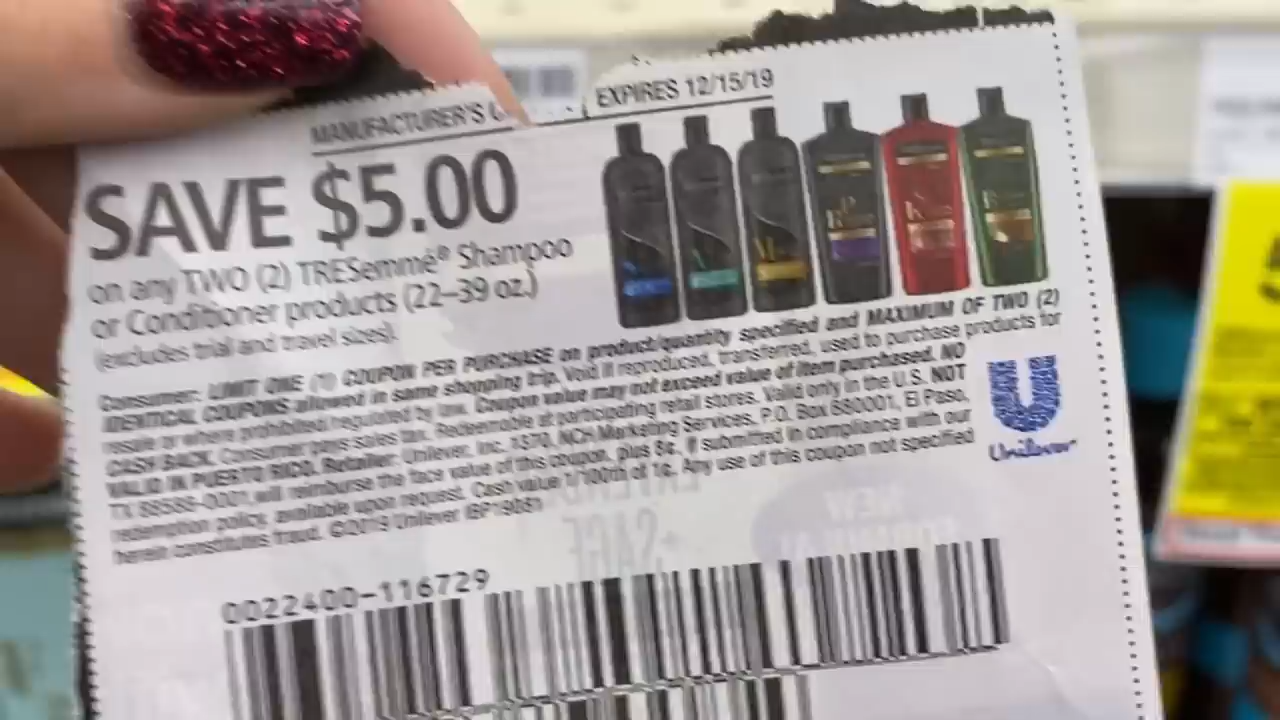 MANUFACTURER'S
EXPIRES 12/15/19
SAVE $5.00
on any TWO (2) TRESemmé® Shampoo
or Conditioner products (22–39 oz.)
(excludes trial and travel sizes)
Consumer: LIMIT ONE (1) COUPON PER PURCHASE on product/quantity specified and MAXIMUM OF TWO (2)
IDENTICAL COUPONS allowed in same shopping trip. Void if reproduced, transferred, used to purchase products for
resale or where prohibited/regulated by law. Coupon value may not exceed value of item purchased. NO
CASH BACK. Consumer pays sales tax. Redeemable at participating retail stores. Valid only in the U.S. NOT
VALID IN PUERTO RICO. Retailer: Unilever, Inc. 1370, NCH Marketing Services, P.O. Box 880001, El Paso,
TX 88588-0001, will reimburse the face value of this coupon, plus 8¢, if submitted in compliance with our
redemption policy, available upon request. Cash value 1/100th of 1¢. Any use of this coupon not specified
herein constitutes fraud. ©2019 Unilever
Unilever
0022400-116729